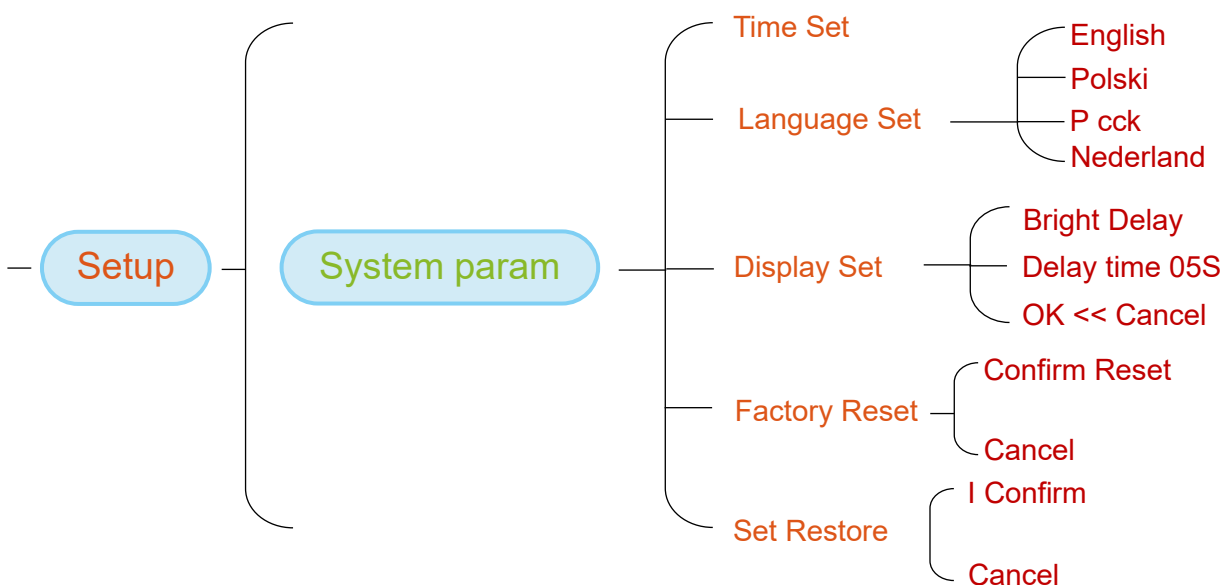 Setup
System param
Time Set
Language Set
English
Polski
P cck
Nederland
Display Set
Bright Delay
Delay time 05S
OK << Cancel
Factory Reset
Confirm Reset
Cancel
Set Restore
I Confirm
Cancel